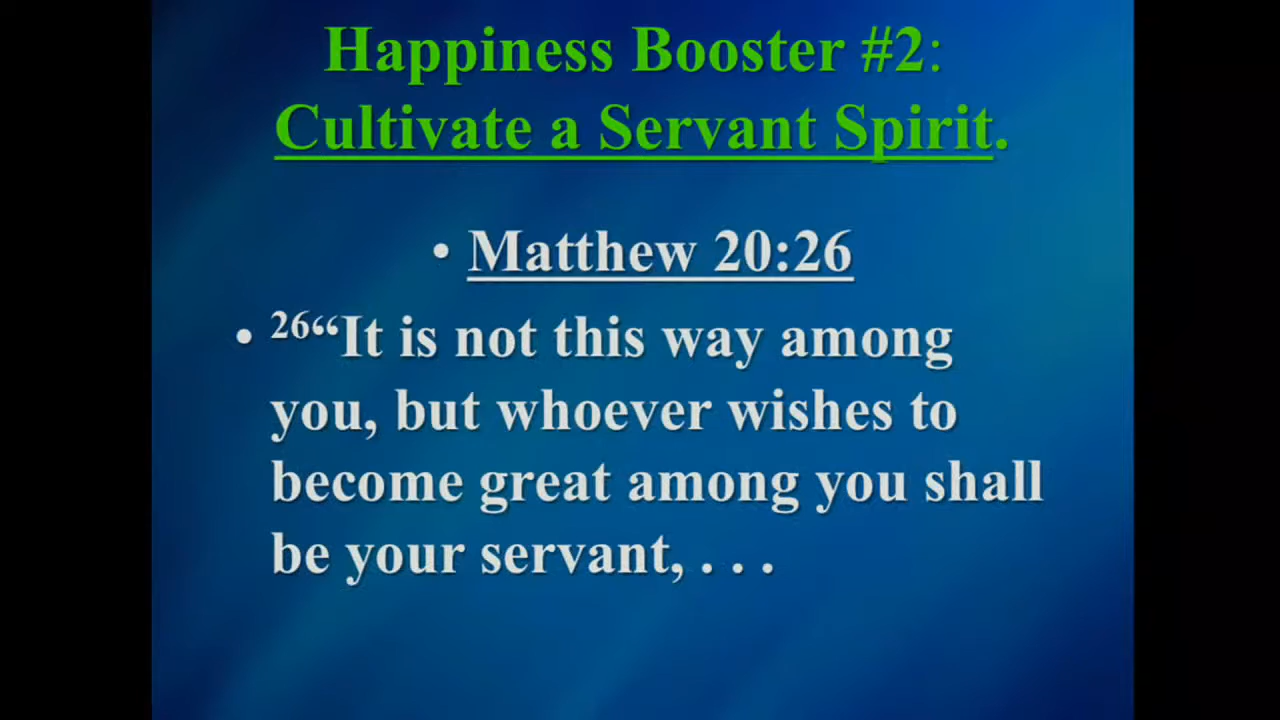 Happiness Booster #2:
Cultivate a Servant Spirit.
• Matthew 20:26
• 26“It is not this way among
you, but whoever wishes to
become great among you shall
be your servant, . . .